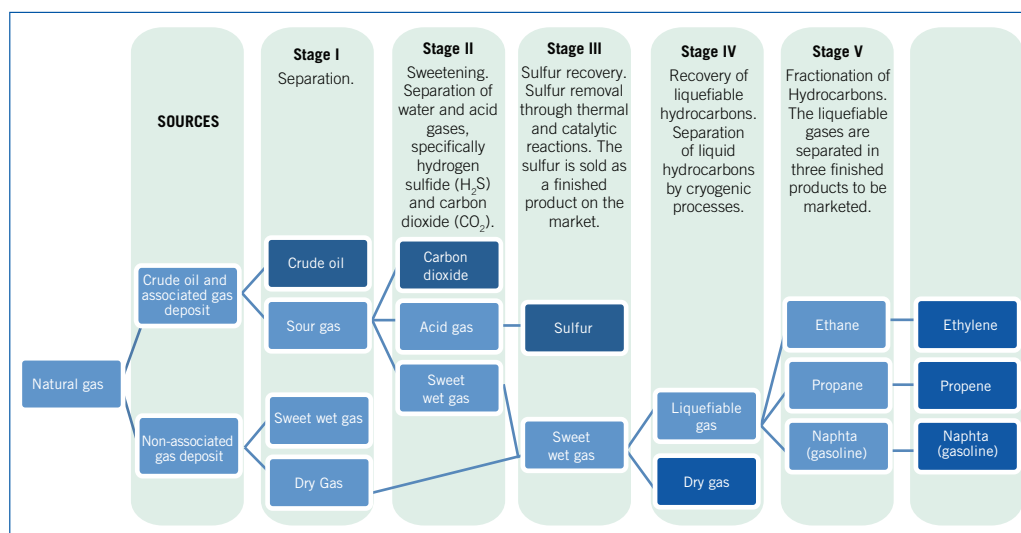 SOURCES
Stage I
Separation.
Stage II
Sweetening.
Separation of
water and acid
gases,
specifically
hydrogen
sulfide (H₂S)
and carbon
dioxide (CO₂).
Stage III
Sulfur recovery.
Sulfur removal
through thermal
and catalytic
reactions. The
sulfur is sold as
a finished
product on the
market.
Stage IV
Recovery of
liquefiable
hydrocarbons.
Separation
of liquid
hydrocarbons
by cryogenic
processes.
Stage V
Fractionation of
Hydrocarbons.
The liquefiable
gases are
separated in
three finished
products to be
marketed.
Natural gas
Crude oil and
associated gas
deposit
Non-associated
gas deposit
Crude oil
Sour gas
Sweet wet gas
Dry Gas
Carbon
dioxide
Acid gas
Sweet
wet gas
Sulfur
Sweet
wet gas
Liquefiable
gas
Dry gas
Ethane
Propane
Naphta
(gasoline)
Ethylene
Propene
Naphta
(gasoline)